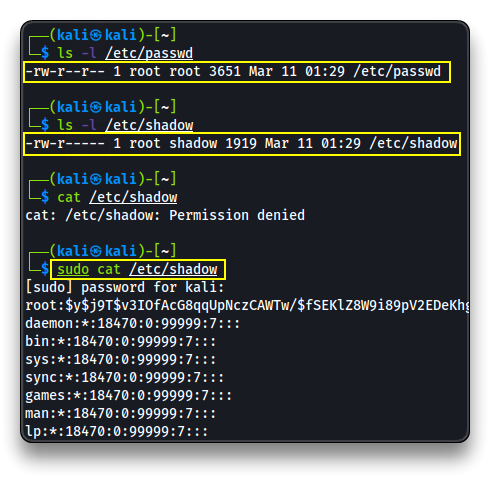 ┌──(kali㉿kali)-[~]
└─$ ls -l /etc/passwd
-rw-r--r-- 1 root root 3651 Mar 11 01:29 /etc/passwd
┌──(kali㉿kali)-[~]
└─$ ls -l /etc/shadow
-rw-r----- 1 root shadow 1919 Mar 11 01:29 /etc/shadow
┌──(kali㉿kali)-[~]
└─$ cat /etc/shadow
cat: /etc/shadow: Permission denied
┌──(kali㉿kali)-[~]
└─$ sudo cat /etc/shadow
[sudo] password for kali:
root:$y$j9T$v3IOfAcG8qqUpNczCAWTw/$fSEKlZ8W9i89pV2EDeKhg
daemon:*:18470:0:99999:7:::
bin:*:18470:0:99999:7:::
sys:*:18470:0:99999:7:::
sync:*:18470:0:99999:7:::
games:*:18470:0:99999:7:::
man:*:18470:0:99999:7:::
lp:*:18470:0:99999:7:::